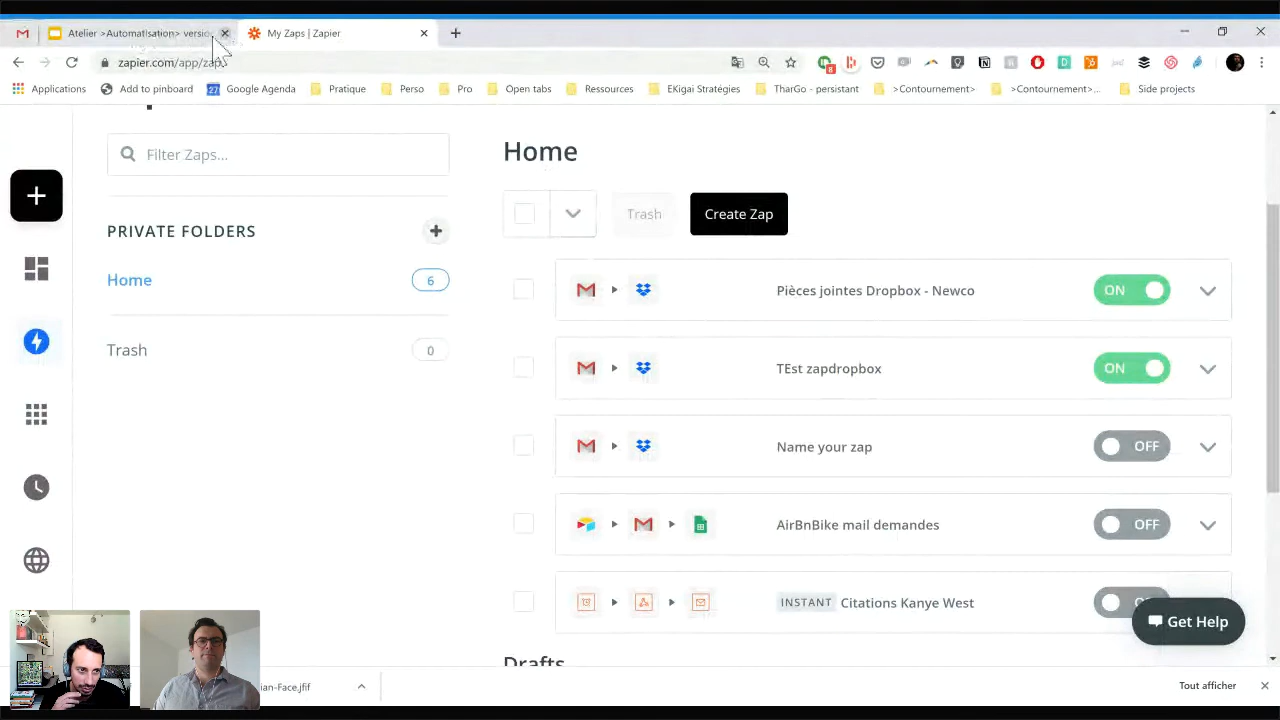 Atelier >Automatisation> versio
My Zaps | Zapier
zapier.com/app/zaps
8
Applications
Add to pinboard
27
Google Agenda
Pratique
Perso
Pro
Open tabs
Ressources
EKigai Stratégies
TharGo - persistant
>Contournement>
>Contournement>...
Side projects
Filter Zaps...
PRIVATE FOLDERS
Home
6
Trash
0
Home
Trash
Create Zap
Pièces jointes Dropbox - Newco
ON
TEst zapdropbox
ON
Name your zap
OFF
AirBnBike mail demandes
OFF
INSTANT Citations Kanye West
Get Help
Drafts
ian-Face.jfif
Tout afficher